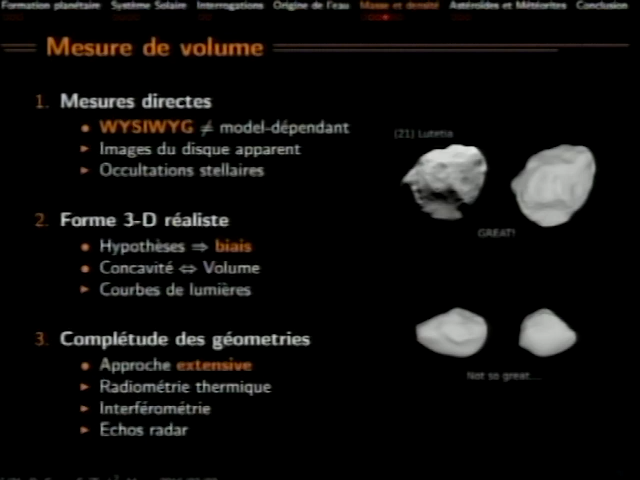 Formation planétaire Système Solaire Interrogations Origine de l'eau Masse et densité Astéroïdes et Météorites Conclusion
Mesure de volume
1. Mesures directes
WYSIWYG ≠ model-dépendant
Images du disque apparent
Occultations stellaires
(21) Lutetia
GREAT!
2. Forme 3-D réaliste
Hypothèses ⇒ biais
Concavité ⇔ Volume
Courbes de lumières
3. Complétude des géometries
Approche extensive
Radiométrie thermique
Interférométrie
Echos radar
Not so great...